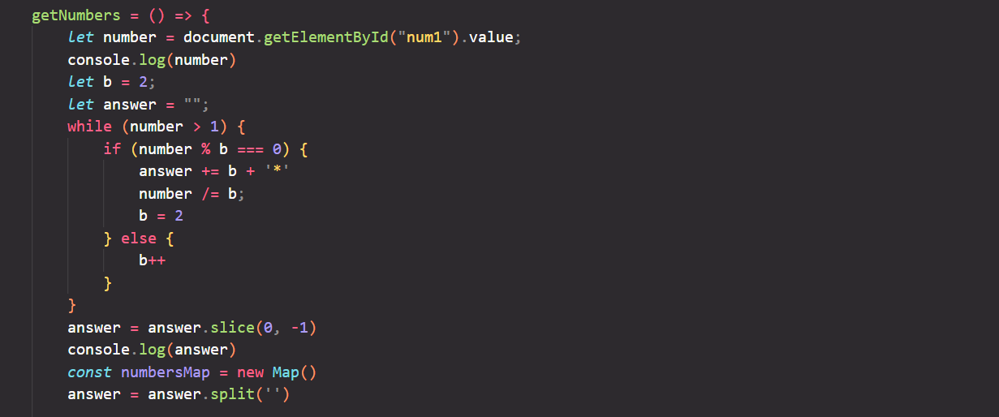 getNumbers = () => {
let number = document.getElementById("num1").value;
console.log(number)
let b = 2;
let answer = "";
while (number > 1) {
if (number % b === 0) {
answer += b + '*'
number /= b;
b = 2
} else {
b++
}
}
answer = answer.slice(0, -1)
console.log(answer)
const numbersMap = new Map()
answer = answer.split('')